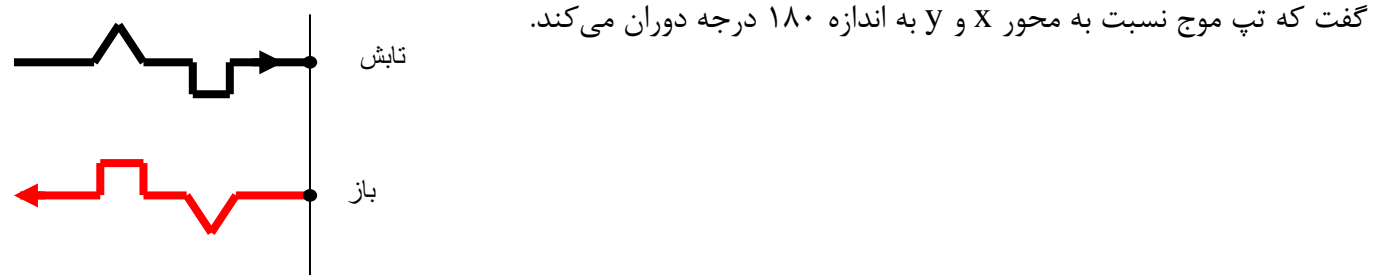 گفت که تپ موج نسبت به محور x و y به اندازه ۱۸۰ درجه دوران می‌کند.
تابش
باز